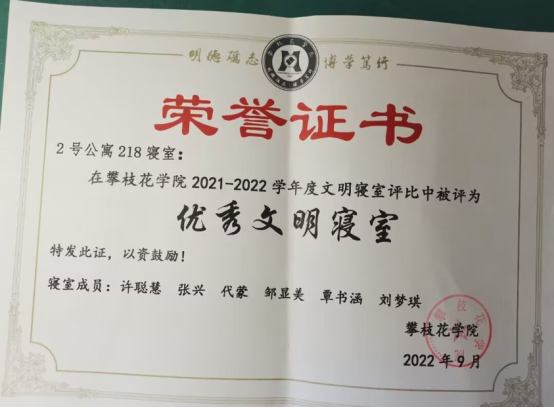 明德砺志 博学笃行
荣誉证书
2号公寓218寝室：
在攀枝花学院2021-2022学年度文明寝室评比中被评为
优秀文明寝室
特发此证，以资鼓励！
寝室成员：许聪慧 张兴 代蒙 邹显美 覃书涵 刘梦琪
攀枝花学院
2022年9月